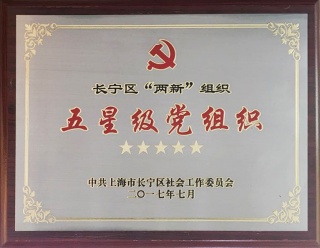 长宁区“两新”组织
五星级党组织
中共上海市长宁区社会工作委员会
二〇一七年七月